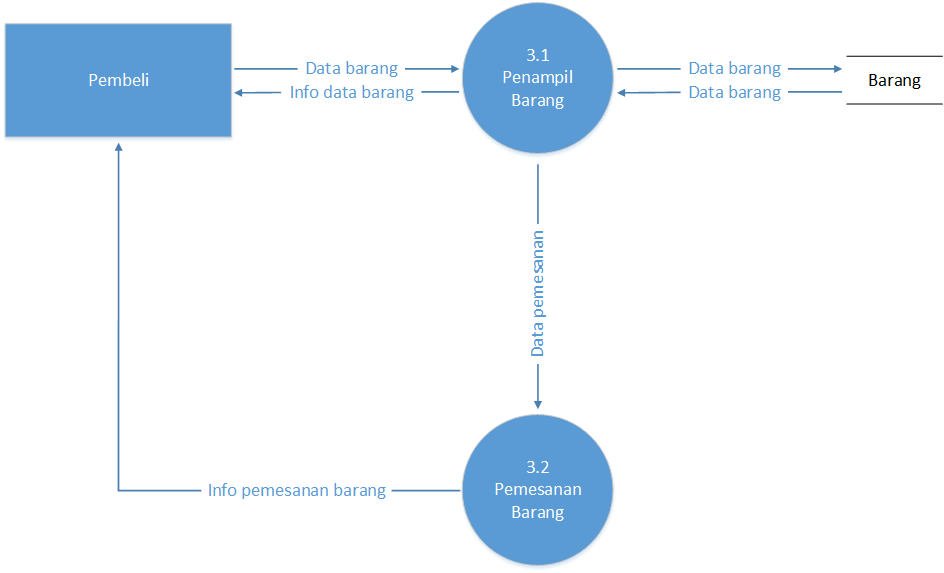 Pembeli
Data barang
Info data barang
3.1
Penampil
Barang
Data barang
Data barang
Barang
Data pemesanan
Info pemesanan barang
3.2
Pemesanan
Barang